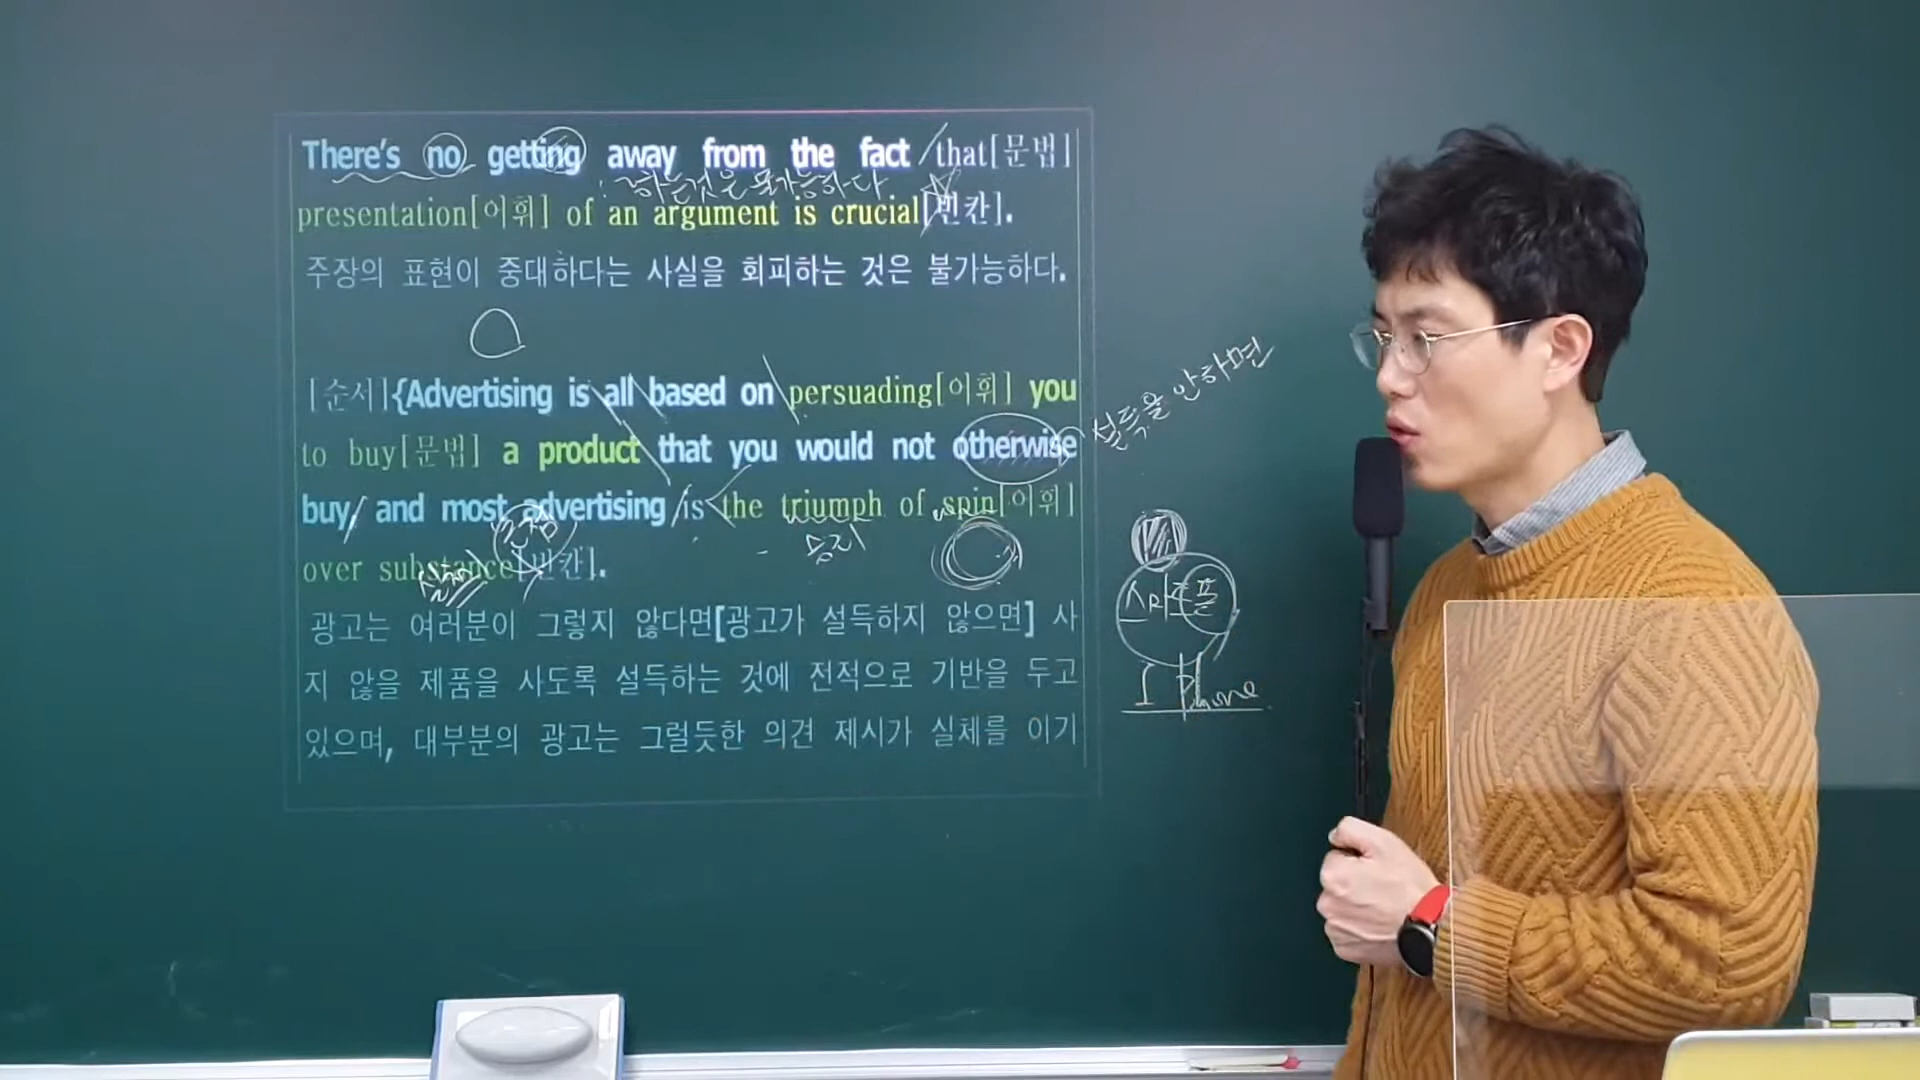 There's no getting away from the fact that[문법]
: ~하는것은 불가능하다
presentation[어휘] of an argument is crucial[빈칸].
주장의 표현이 중대하다는 사실을 회피하는 것은 불가능하다.
[순서]{Advertising is all based on persuading[어휘] you
to buy[문법] a product that you would not otherwise
설득을 안하면
buy, and most advertising is the triumph of spin[어휘]
승리
over substance[빈칸].
스마트폰
I Phone
광고는 여러분이 그렇지 않다면[광고가 설득하지 않으면] 사
지 않을 제품을 사도록 설득하는 것에 전적으로 기반을 두고
있으며, 대부분의 광고는 그럴듯한 의견 제시가 실체를 이기